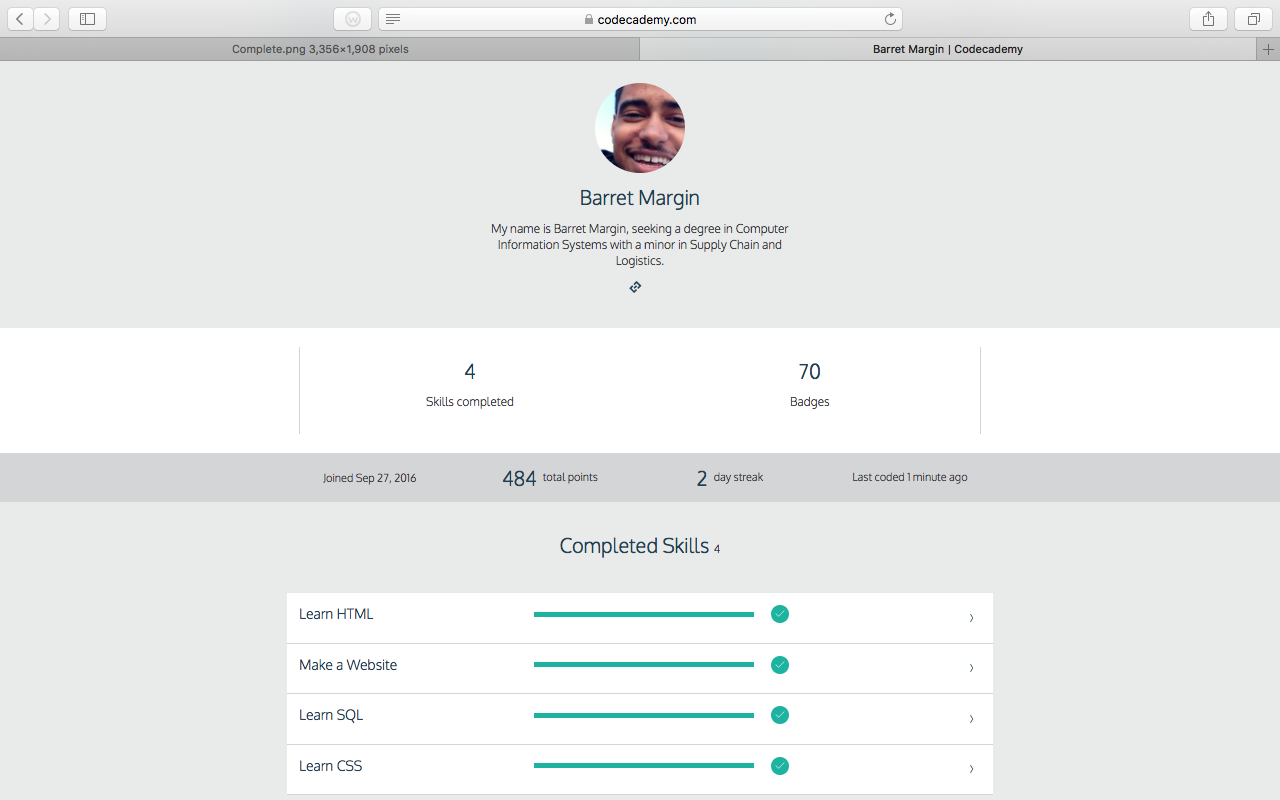 codecademy.com
Complete.png 3,356×1,908 pixels
Barret Margin | Codecademy
Barret Margin
My name is Barret Margin, seeking a degree in Computer
Information Systems with a minor in Supply Chain and
Logistics.
4
Skills completed
70
Badges
Joined Sep 27, 2016
484 total points
2 day streak
Last coded 1 minute ago
Completed Skills 4
Learn HTML
Make a Website
Learn SQL
Learn CSS